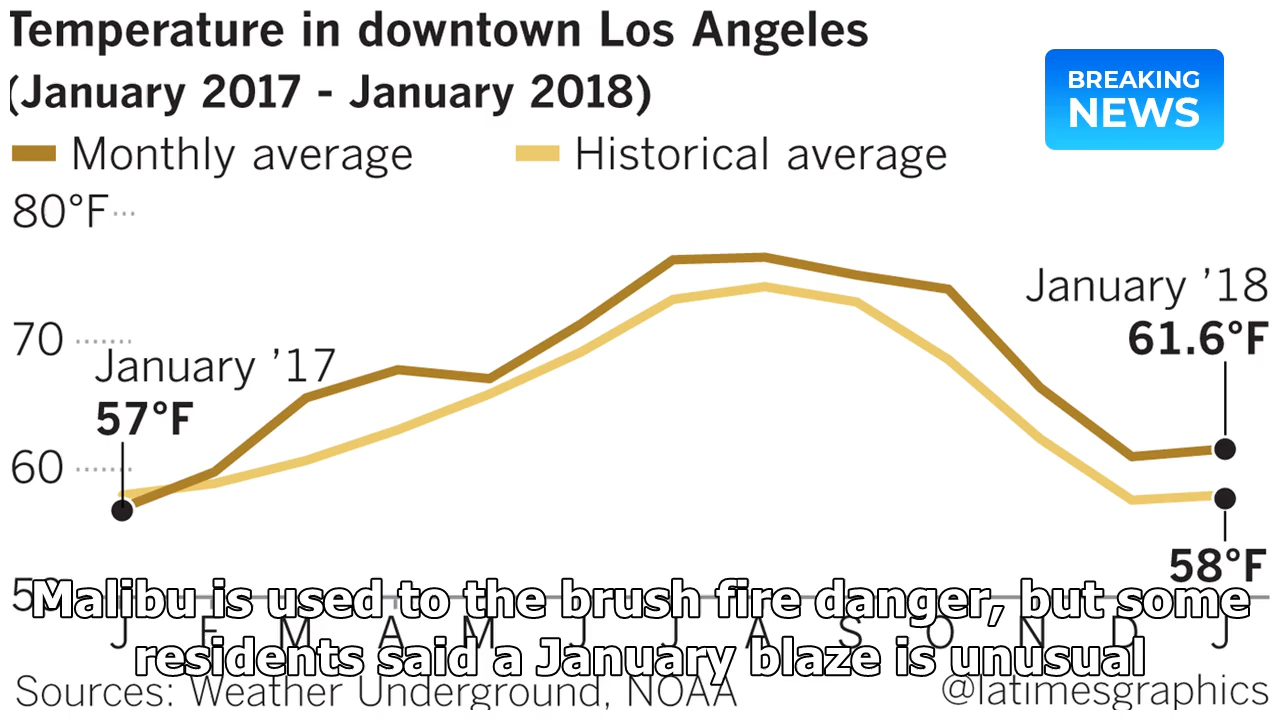 Temperature in downtown Los Angeles
(January 2017 - January 2018)
BREAKING
NEWS
Monthly average
Historical average
80°F
January ’18
61.6°F
70
January ’17
57°F
60
58°F
Malibu is used to the brush fire danger, but some
J F M A M J J A S O N D J
residents said a January blaze is unusual
Sources: Weather Underground, NOAA
@latimesgraphics